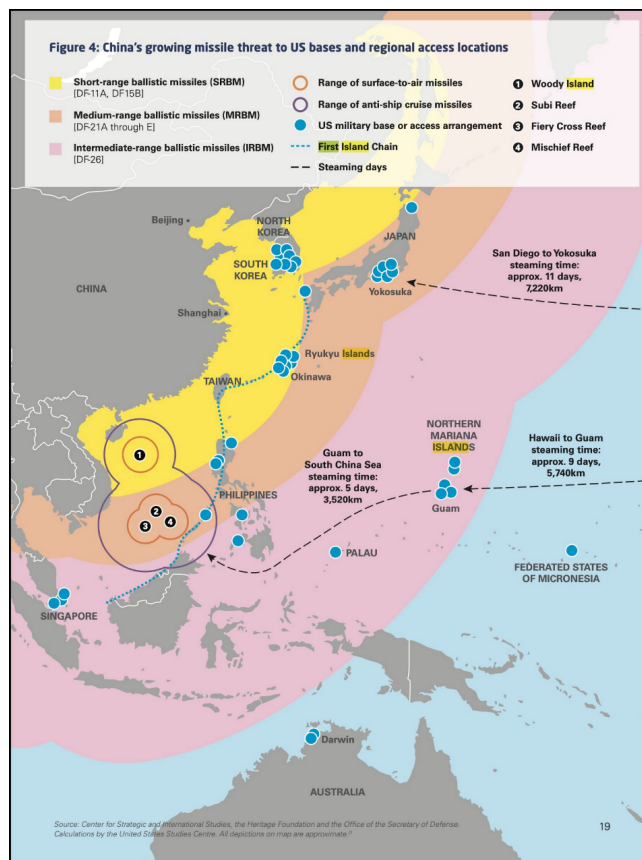 Figure 4: China's growing missile threat to US bases and regional access locations
Short-range ballistic missiles (SRBM)
[DF-11A, DF15B]
Medium-range ballistic missiles (MRBM)
[DF-21A through E]
Intermediate-range ballistic missiles (IRBM)
[DF-26]
Range of surface-to-air missiles
Range of anti-ship cruise missiles
US military base or access arrangement
First Island Chain
Steaming days
1 Woody Island
2 Subi Reef
3 Fiery Cross Reef
4 Mischief Reef
Beijing
NORTH
KOREA
JAPAN
SOUTH
KOREA
San Diego to Yokosuka
steaming time:
approx. 11 days,
7,220km
CHINA
Yokosuka
Shanghai
Ryukyu Islands
TAIWAN
Okinawa
1
NORTHERN
MARIANA
ISLANDS
Hawaii to Guam
steaming time:
approx. 9 days,
5,740km
Guam to
South China Sea
steaming time:
approx. 5 days,
3,520km
PHILIPPINES
2
3
4
Guam
PALAU
FEDERATED STATES
OF MICRONESIA
SINGAPORE
Darwin
AUSTRALIA
Source: Center for Strategic and International Studies, the Heritage Foundation and the Office of the Secretary of Defense.
Calculations by the United States Studies Centre. All depictions on map are approximate.
19